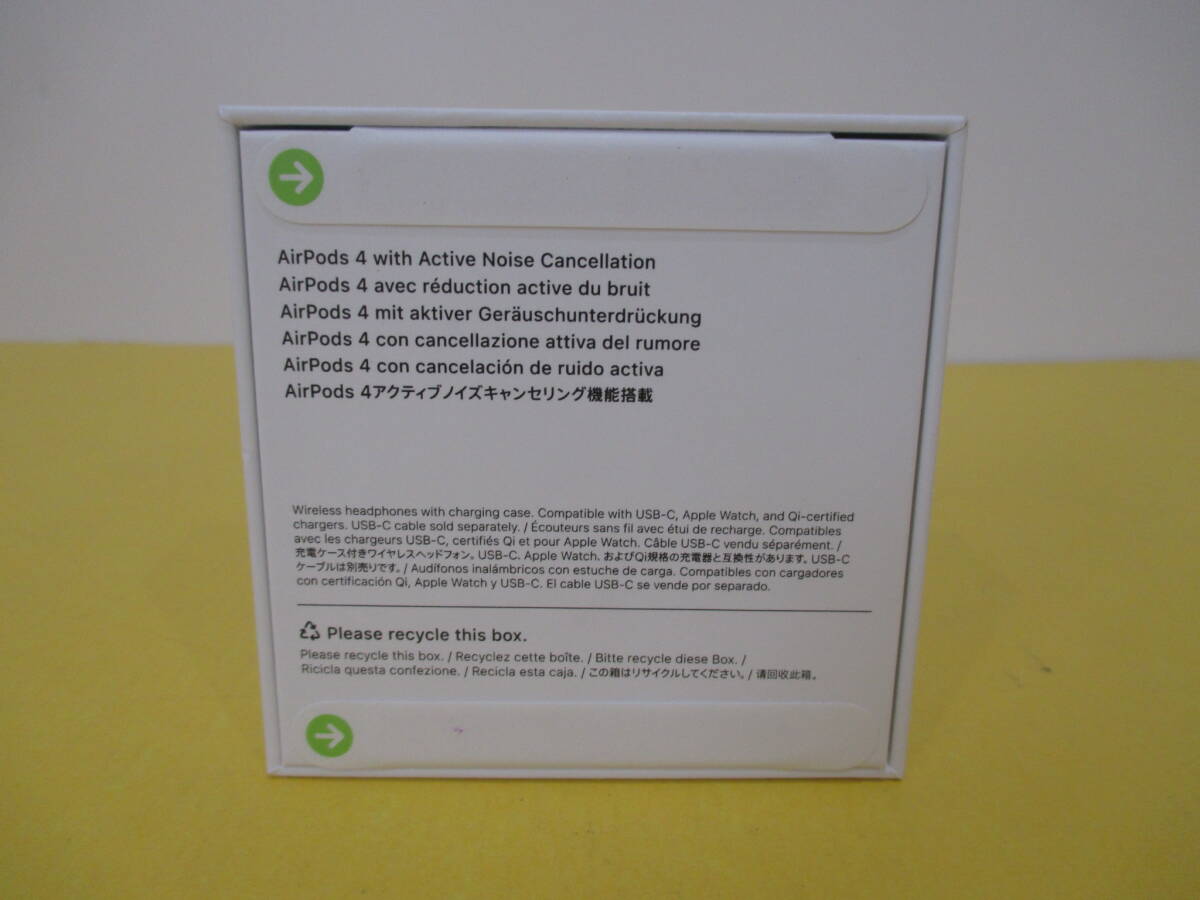 AirPods 4 with Active Noise Cancellation
AirPods 4 avec réduction active du bruit
AirPods 4 mit aktiver Geräuschunterdrückung
AirPods 4 con cancellazione attiva del rumore
AirPods 4 con cancelación de ruido activa
AirPods 4アクティブノイズキャンセリング機能搭載
Wireless headphones with charging case. Compatible with USB-C, Apple Watch, and Qi-certified
chargers. USB-C cable sold separately. / Écouteurs sans fil avec étui de recharge. Compatibles
avec les chargeurs USB-C, certifiés Qi et pour Apple Watch. Câble USB-C vendu séparément. /
充電ケース付きワイヤレスヘッドフォン。USB-C、Apple Watch、およびQi規格の充電器と互換性があります。USB-C
ケーブルは別売りです。/ Audífonos inalámbricos con estuche de carga. Compatibles con cargadores
con certificación Qi, Apple Watch y USB-C. El cable USB-C se vende por separado.
Please recycle this box.
Please recycle this box. / Recyclez cette boîte. / Bitte recycle diese Box. /
Ricicla questa confezione. / Recicla esta caja. / この箱はリサイクルしてください。/ 请回收此箱。